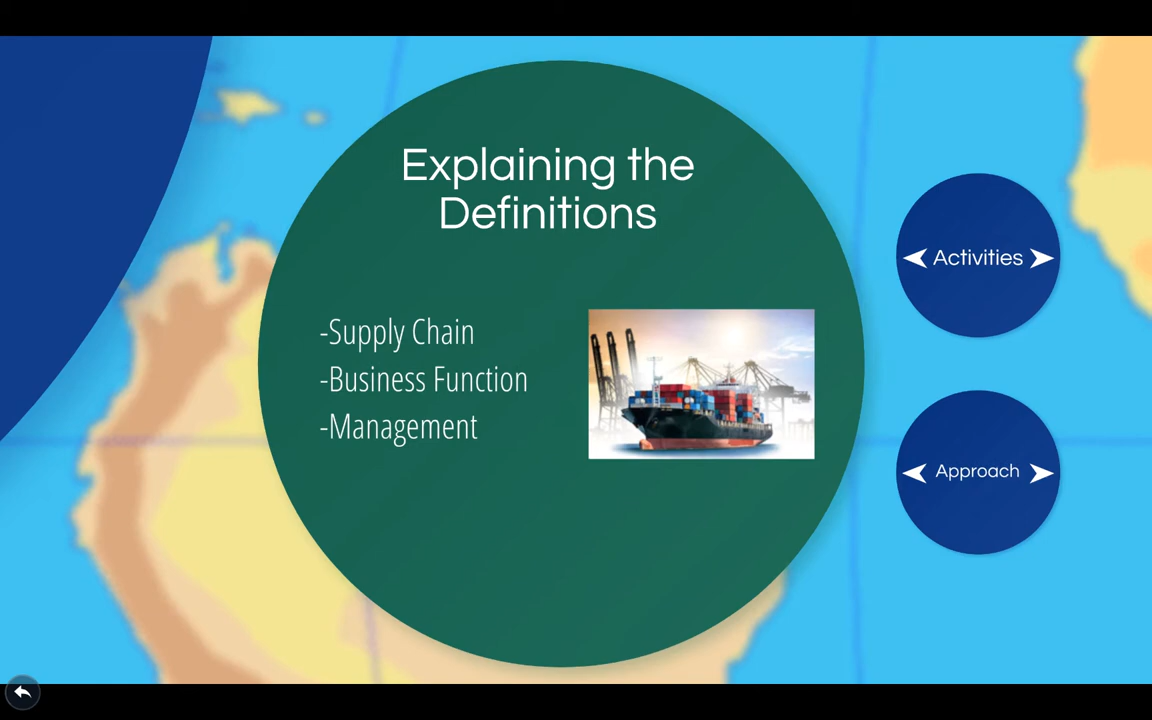 Explaining the
Definitions
-Supply Chain
-Business Function
-Management
Activities
Approach